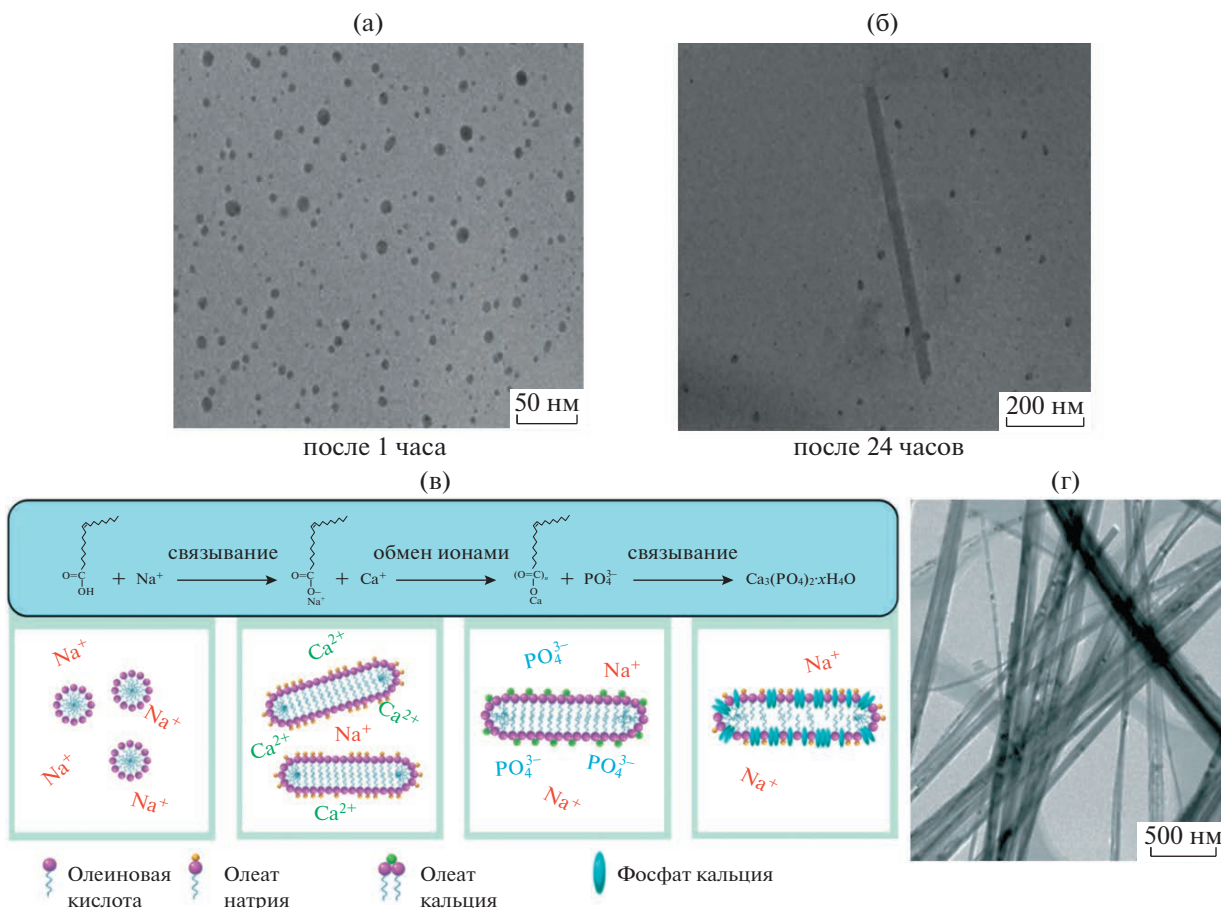 (а)
(б)
50 нм
200 нм
после 1 часа
после 24 часов
(в)
(г)
O=C
OH
+ Na⁺
связывание
O=C
O–
Na⁺
+ Ca⁺
обмен ионами
(O=C)ₙ
O
Ca
+ PO₄³⁻
связывание
Ca₃(PO₄)₂·xH₄O
Na⁺
Na⁺
Na⁺
Na⁺
Ca²⁺
Ca²⁺
Na⁺
Ca²⁺
Ca²⁺
PO₄³⁻
Na⁺
PO₄³⁻
PO₄³⁻
Na⁺
Na⁺
Na⁺
500 нм
Олеиновая
кислота
Олеат
натрия
Олеат
кальция
Фосфат кальция